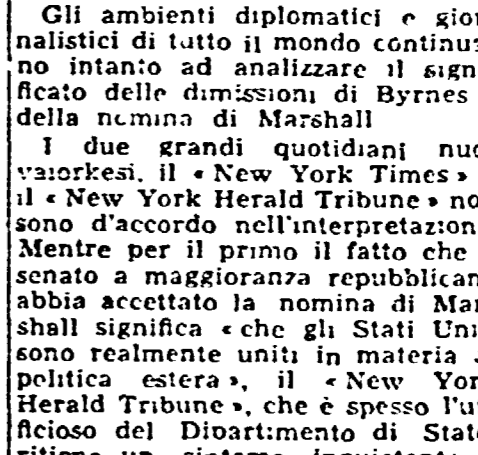 Gli ambienti diplomatici e gior
nalistici di tutto il mondo continua
no intanto ad analizzare il signi
ficato delle dimissioni di Byrnes
della nomina di Marshall
I due grandi quotidiani nuo
vaiorkesi, il « New York Times »
il « New York Herald Tribune » no
sono d'accordo nell'interpretazion
Mentre per il primo il fatto che
senato a maggioranza repubblican
abbia accettato la nomina di Mar
shall significa « che gli Stati Uni
sono realmente uniti in materia
politica estera », il « New Yor
Herald Tribune », che è spesso l'u
ficioso del Dipartimento di Stat
ritiene un sintomo